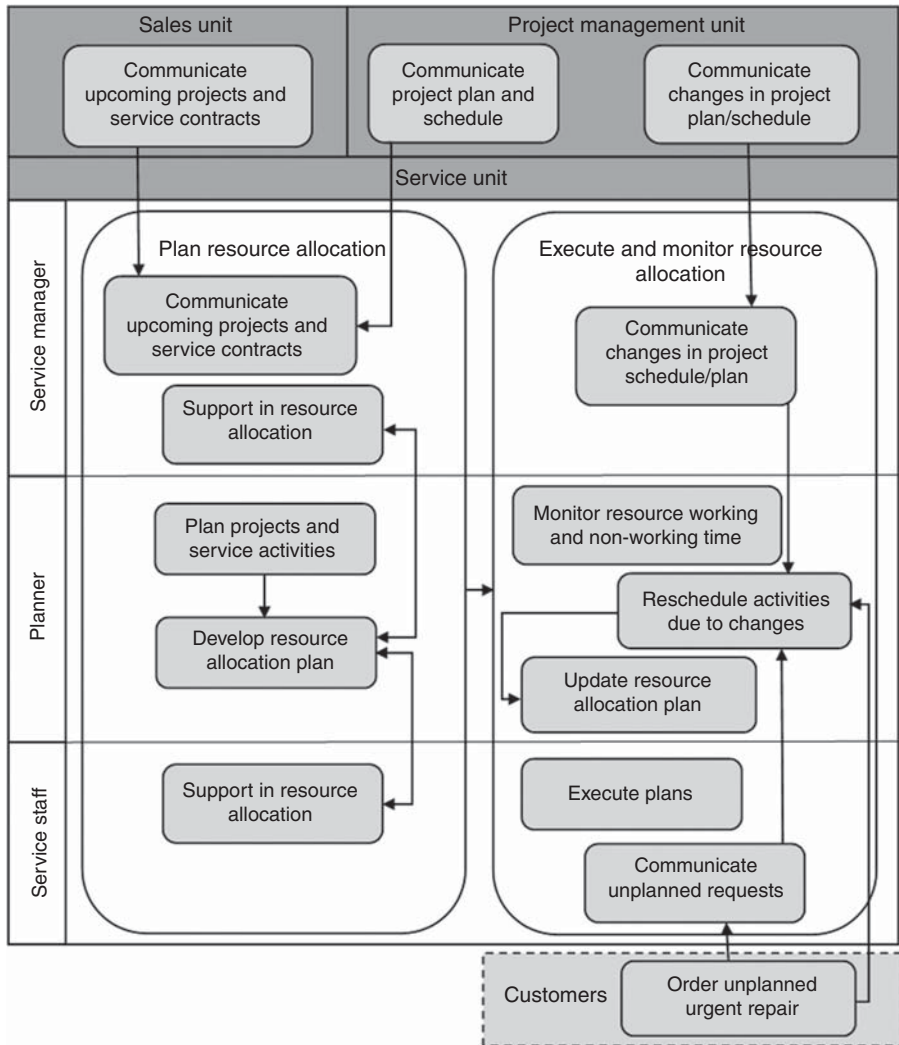 Sales unit
Project management unit
Communicate
upcoming projects and
service contracts
Communicate
project plan and
schedule
Communicate
changes in project
plan/schedule
Service unit
Service manager
Plan resource allocation
Communicate
upcoming projects and
service contracts
Support in resource
allocation
Execute and monitor resource
allocation
Communicate
changes in project
schedule/plan
Planner
Plan projects and
service activities
Develop resource
allocation plan
Monitor resource working
and non-working time
Reschedule activities
due to changes
Update resource
allocation plan
Service staff
Support in resource
allocation
Execute plans
Communicate
unplanned requests
Customers
Order unplanned
urgent repair